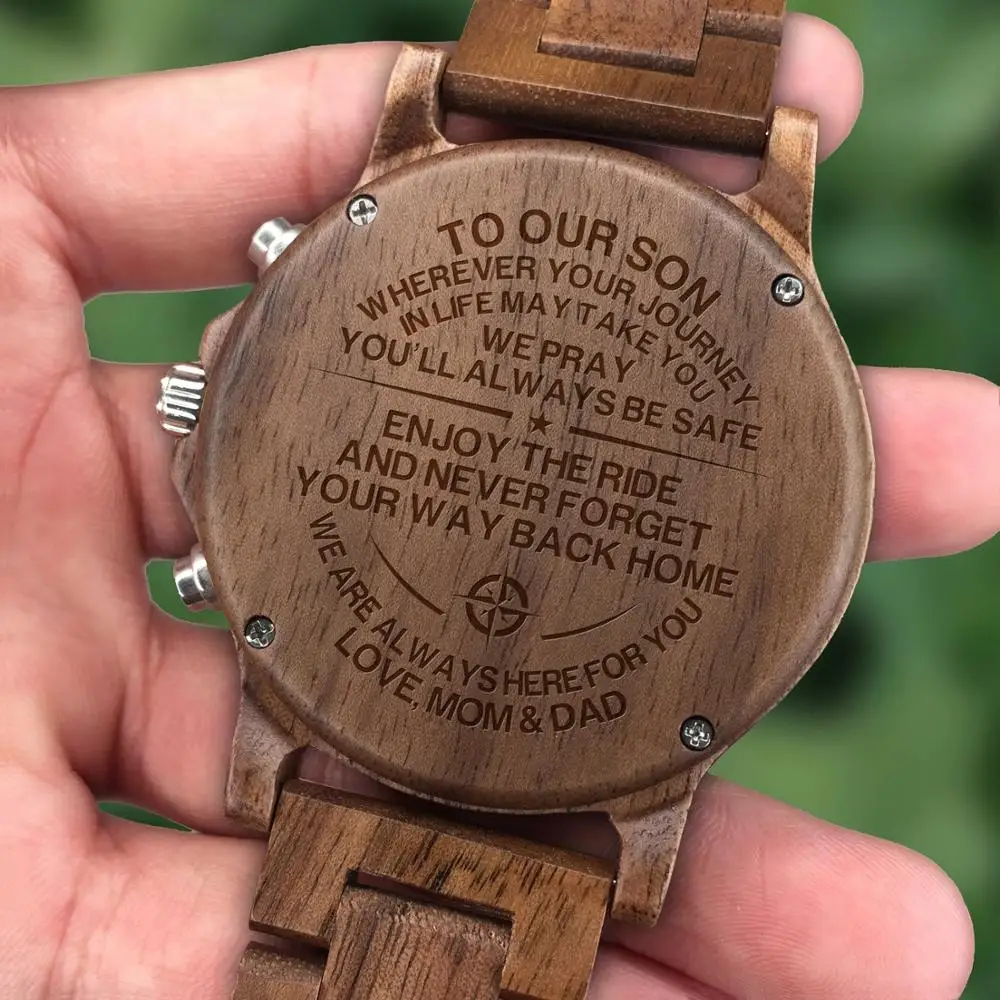 TO OUR SON
WHEREVER YOUR JOURNEY
IN LIFE MAY TAKE YOU
WE PRAY
YOU'LL ALWAYS BE SAFE
ENJOY THE RIDE
AND NEVER FORGET
YOUR WAY BACK HOME
WE ARE ALWAYS HERE FOR YOU
LOVE, MOM & DAD